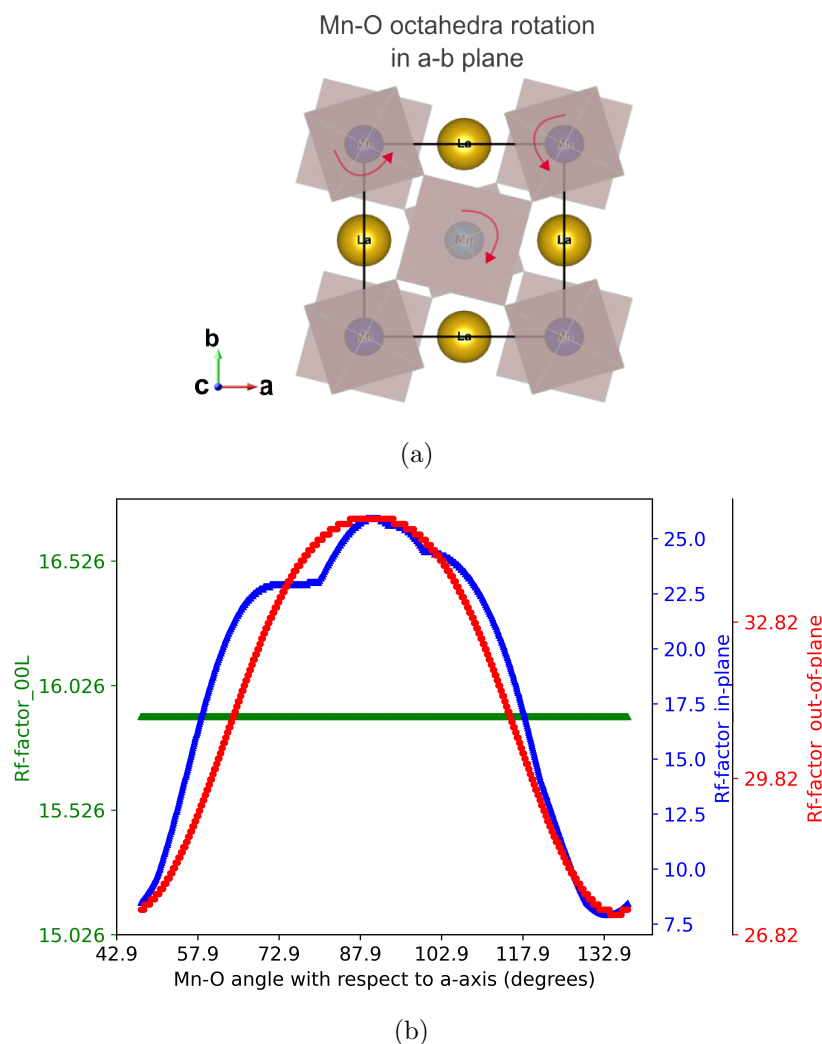 Mn-O octahedra rotation
in a-b plane
Mn La Mn
La Mn La
Mn La Mn
b
c a
(a)
16.526
16.026
15.526
15.026
Rf-factor_00L
25.0
22.5
20.0
17.5
15.0
12.5
10.0
7.5
Rf-factor_in-plane
32.82
29.82
26.82
Rf-factor_out-of-plane
42.9 57.9 72.9 87.9 102.9 117.9 132.9
Mn-O angle with respect to a-axis (degrees)
(b)